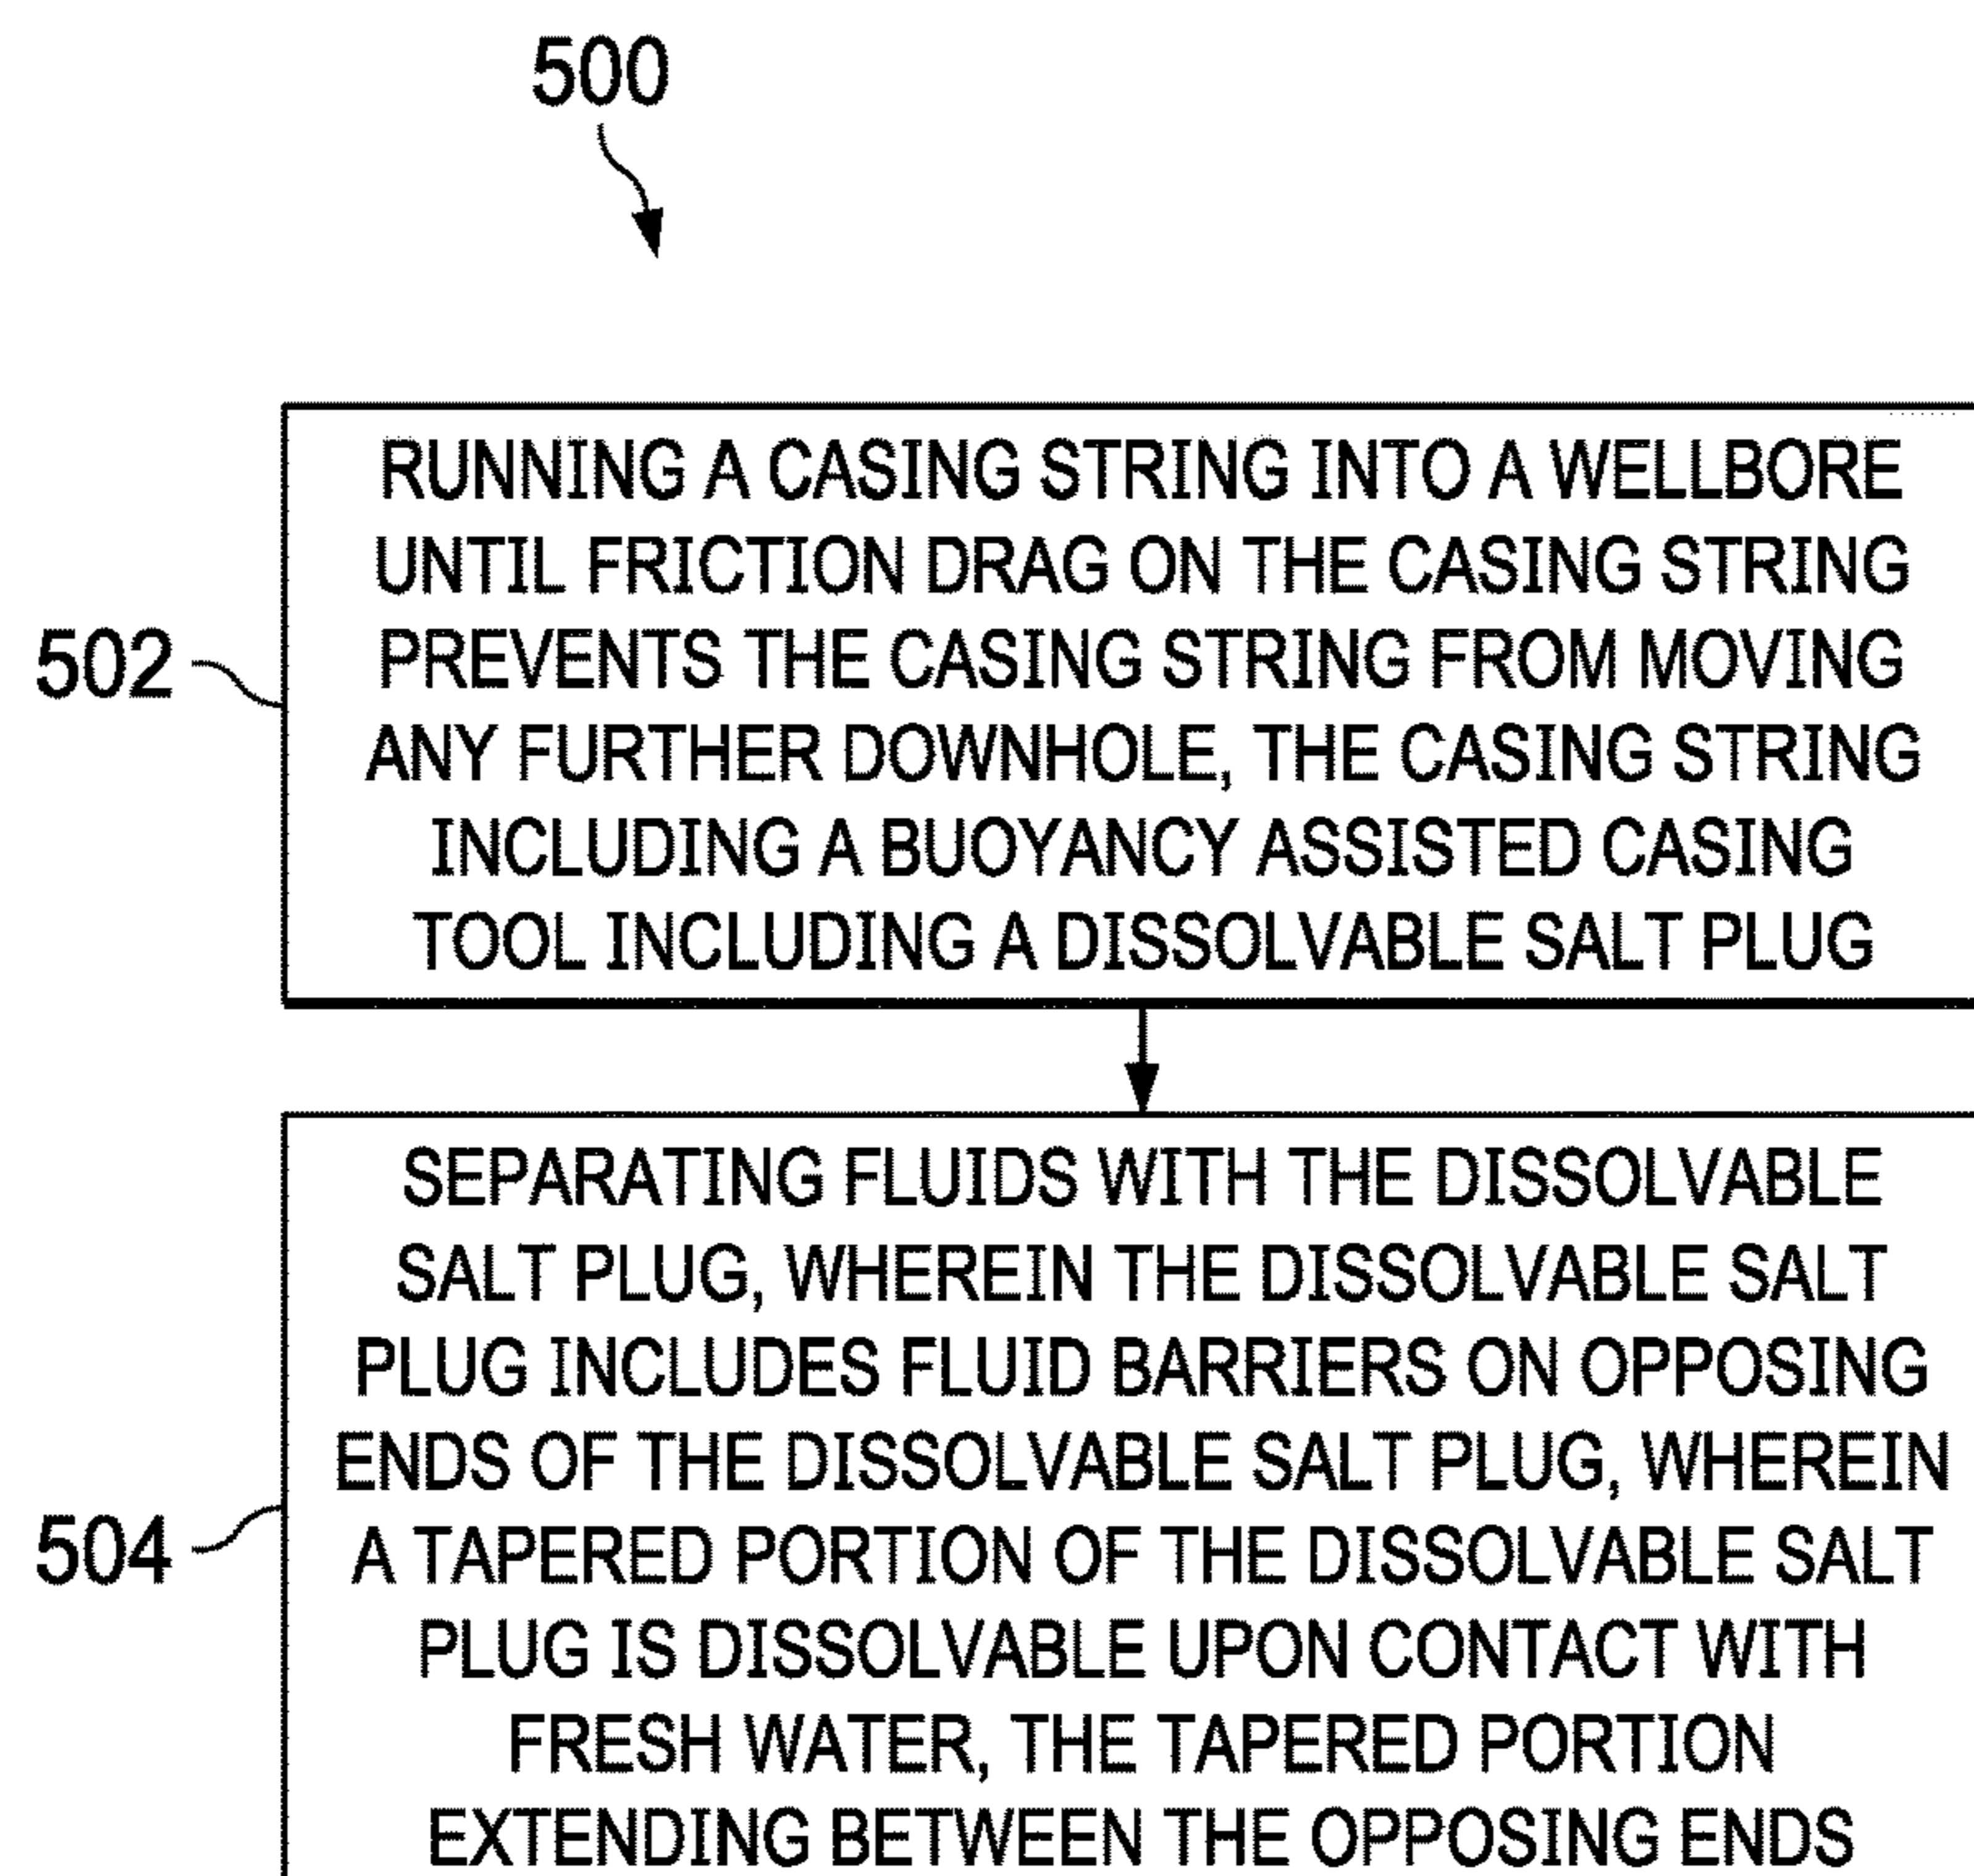 500
RUNNING A CASING STRING INTO A WELLBORE
UNTIL FRICTION DRAG ON THE CASING STRING
PREVENTS THE CASING STRING FROM MOVING
ANY FURTHER DOWNHOLE, THE CASING STRING
INCLUDING A BUOYANCY ASSISTED CASING
TOOL INCLUDING A DISSOLVABLE SALT PLUG
502
SEPARATING FLUIDS WITH THE DISSOLVABLE
SALT PLUG, WHEREIN THE DISSOLVABLE SALT
PLUG INCLUDES FLUID BARRIERS ON OPPOSING
ENDS OF THE DISSOLVABLE SALT PLUG, WHEREIN
A TAPERED PORTION OF THE DISSOLVABLE SALT
PLUG IS DISSOLVABLE UPON CONTACT WITH
FRESH WATER, THE TAPERED PORTION
EXTENDING BETWEEN THE OPPOSING ENDS
504